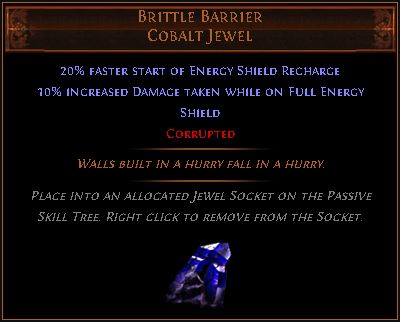 Brittle Barrier
Cobalt Jewel
20% faster start of Energy Shield Recharge
10% increased Damage taken while on Full Energy
Shield
Corrupted
Walls built in a hurry fall in a hurry.
Place into an allocated Jewel Socket on the Passive
Skill Tree. Right click to remove from the Socket.